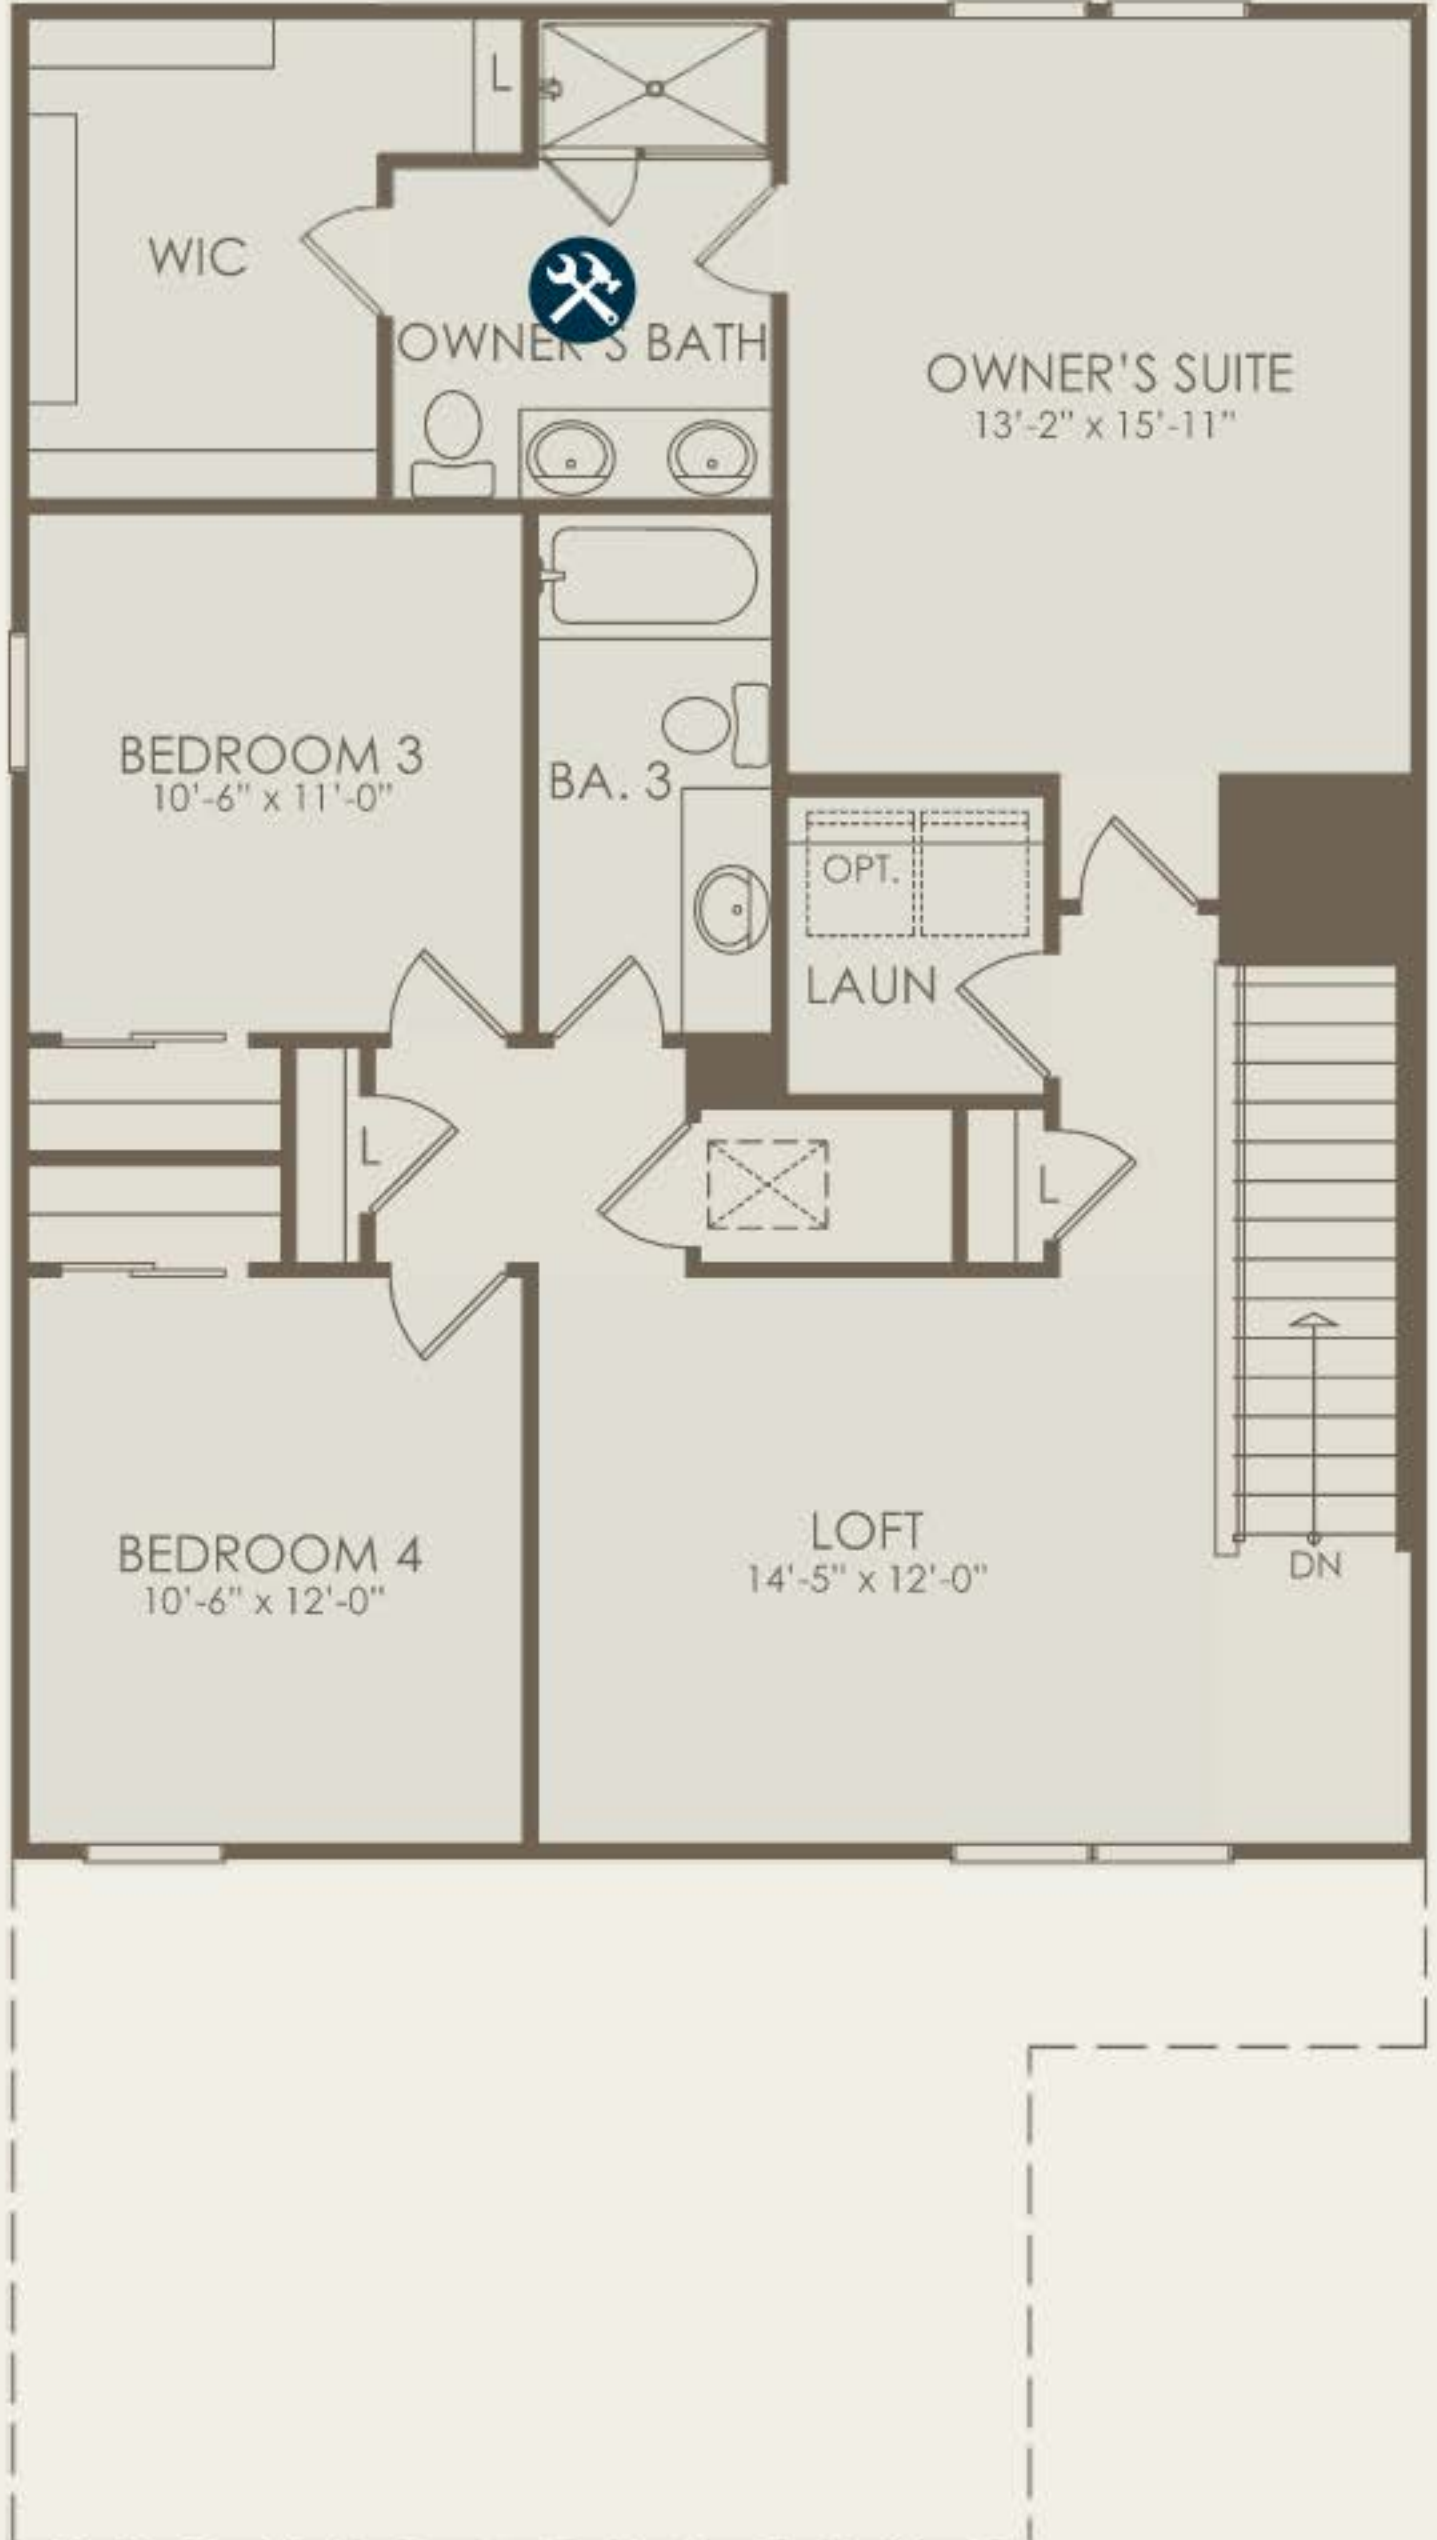 L
WIC
OWNER'S BATH
OWNER'S SUITE
13'-2" x 15'-11"
BEDROOM 3
10'-6" x 11'-0"
BA. 3
OPT.
LAUN
L
L
BEDROOM 4
10'-6" x 12'-0"
LOFT
14'-5" x 12'-0"
DN